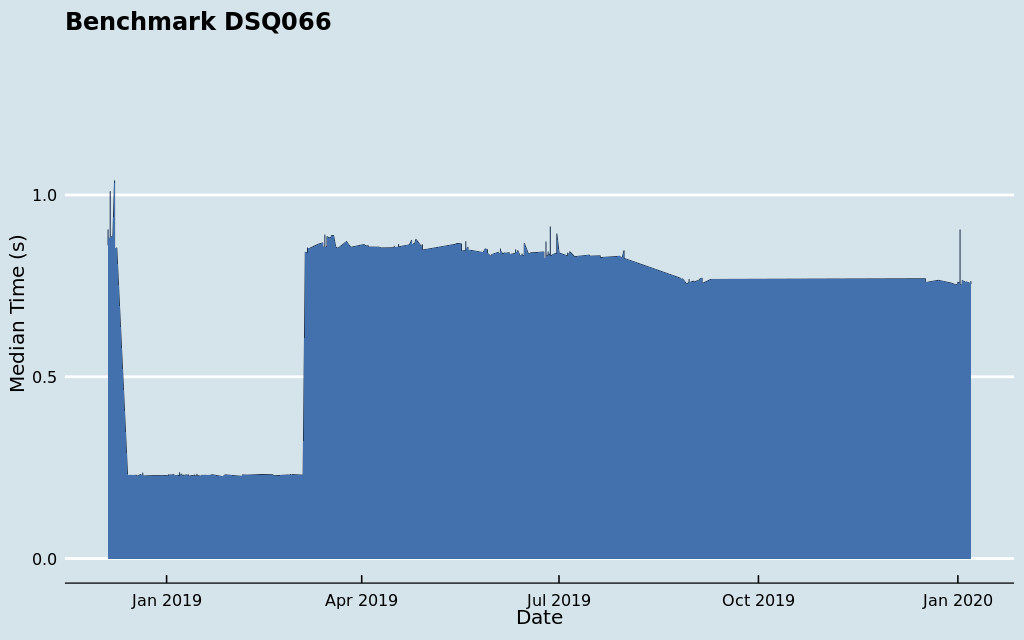 Benchmark DSQ066
Median Time (s)
1.0
0.5
0.0
Jan 2019
Apr 2019
Jul 2019
Oct 2019
Jan 2020
Date